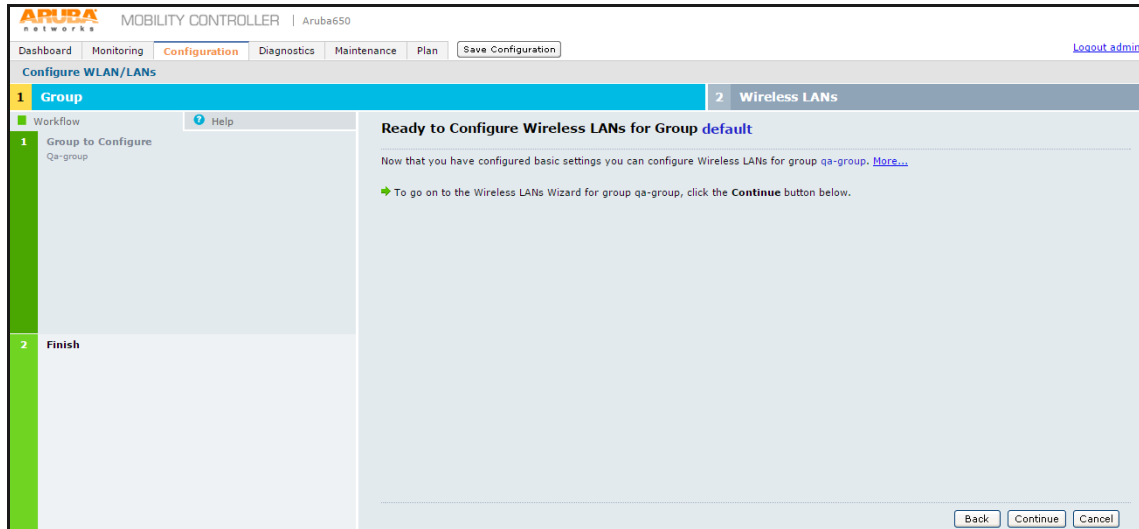 ARUBA networks MOBILITY CONTROLLER | Aruba650
Dashboard Monitoring Configuration Diagnostics Maintenance Plan Save Configuration Logout admin
Configure WLAN/LANs
1 Group 2 Wireless LANs
Workflow ? Help
1 Group to Configure
Qa-group
Ready to Configure Wireless LANs for Group default
Now that you have configured basic settings you can configure Wireless LANs for group qa-group. More...
To go on to the Wireless LANs Wizard for group qa-group, click the Continue button below.
2 Finish
Back Continue Cancel